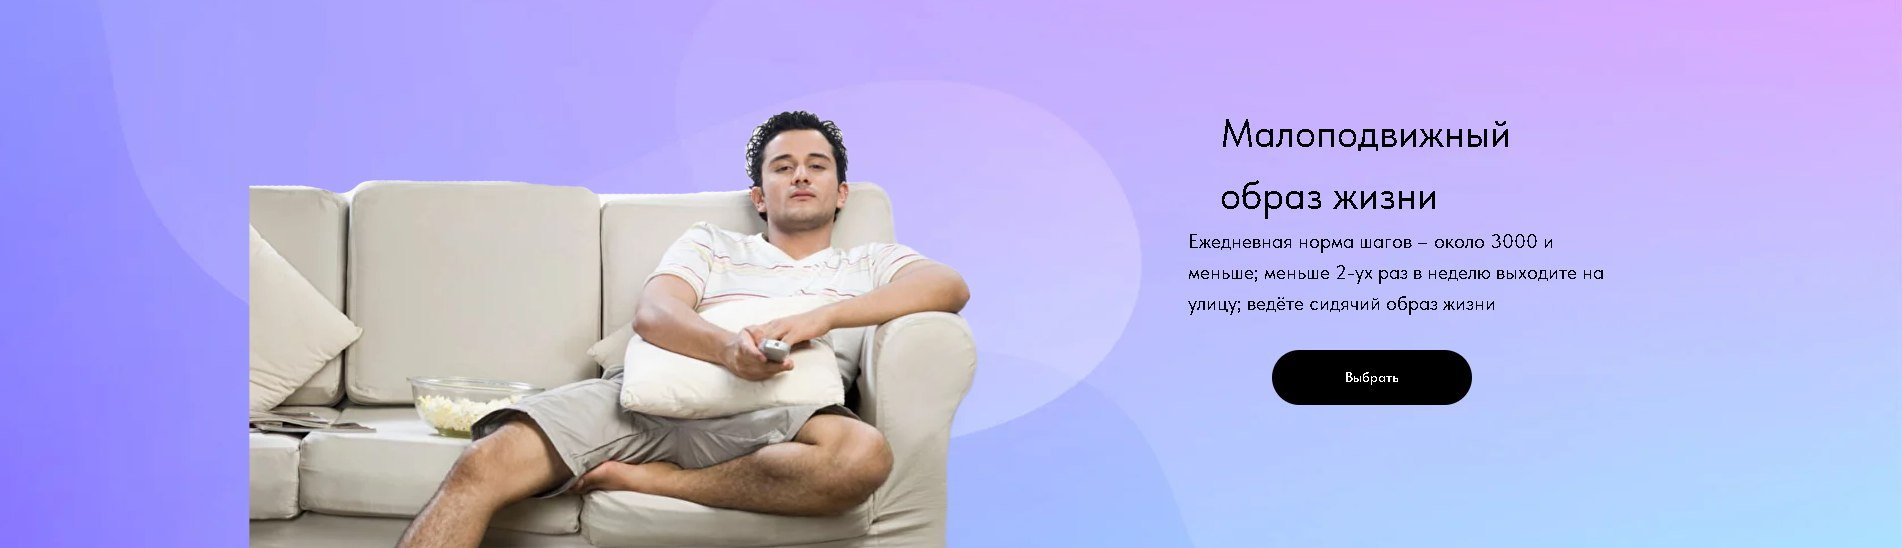 Малоподвижный
образ жизни
Ежедневная норма шагов – около 3000 и
меньше; меньше 2-ух раз в неделю выходите на
улицу; ведёте сидячий образ жизни
Выбрать